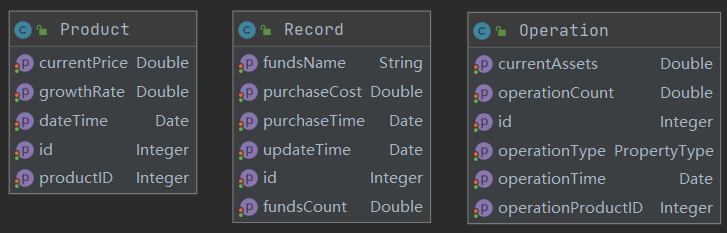 Product
currentPrice Double
growthRate Double
dateTime Date
id Integer
productID Integer
Record
fundsName String
purchaseCost Double
purchaseTime Date
updateTime Date
id Integer
fundsCount Double
Operation
currentAssets Double
operationCount Double
id Integer
operationType PropertyType
operationTime Date
operationProductID Integer